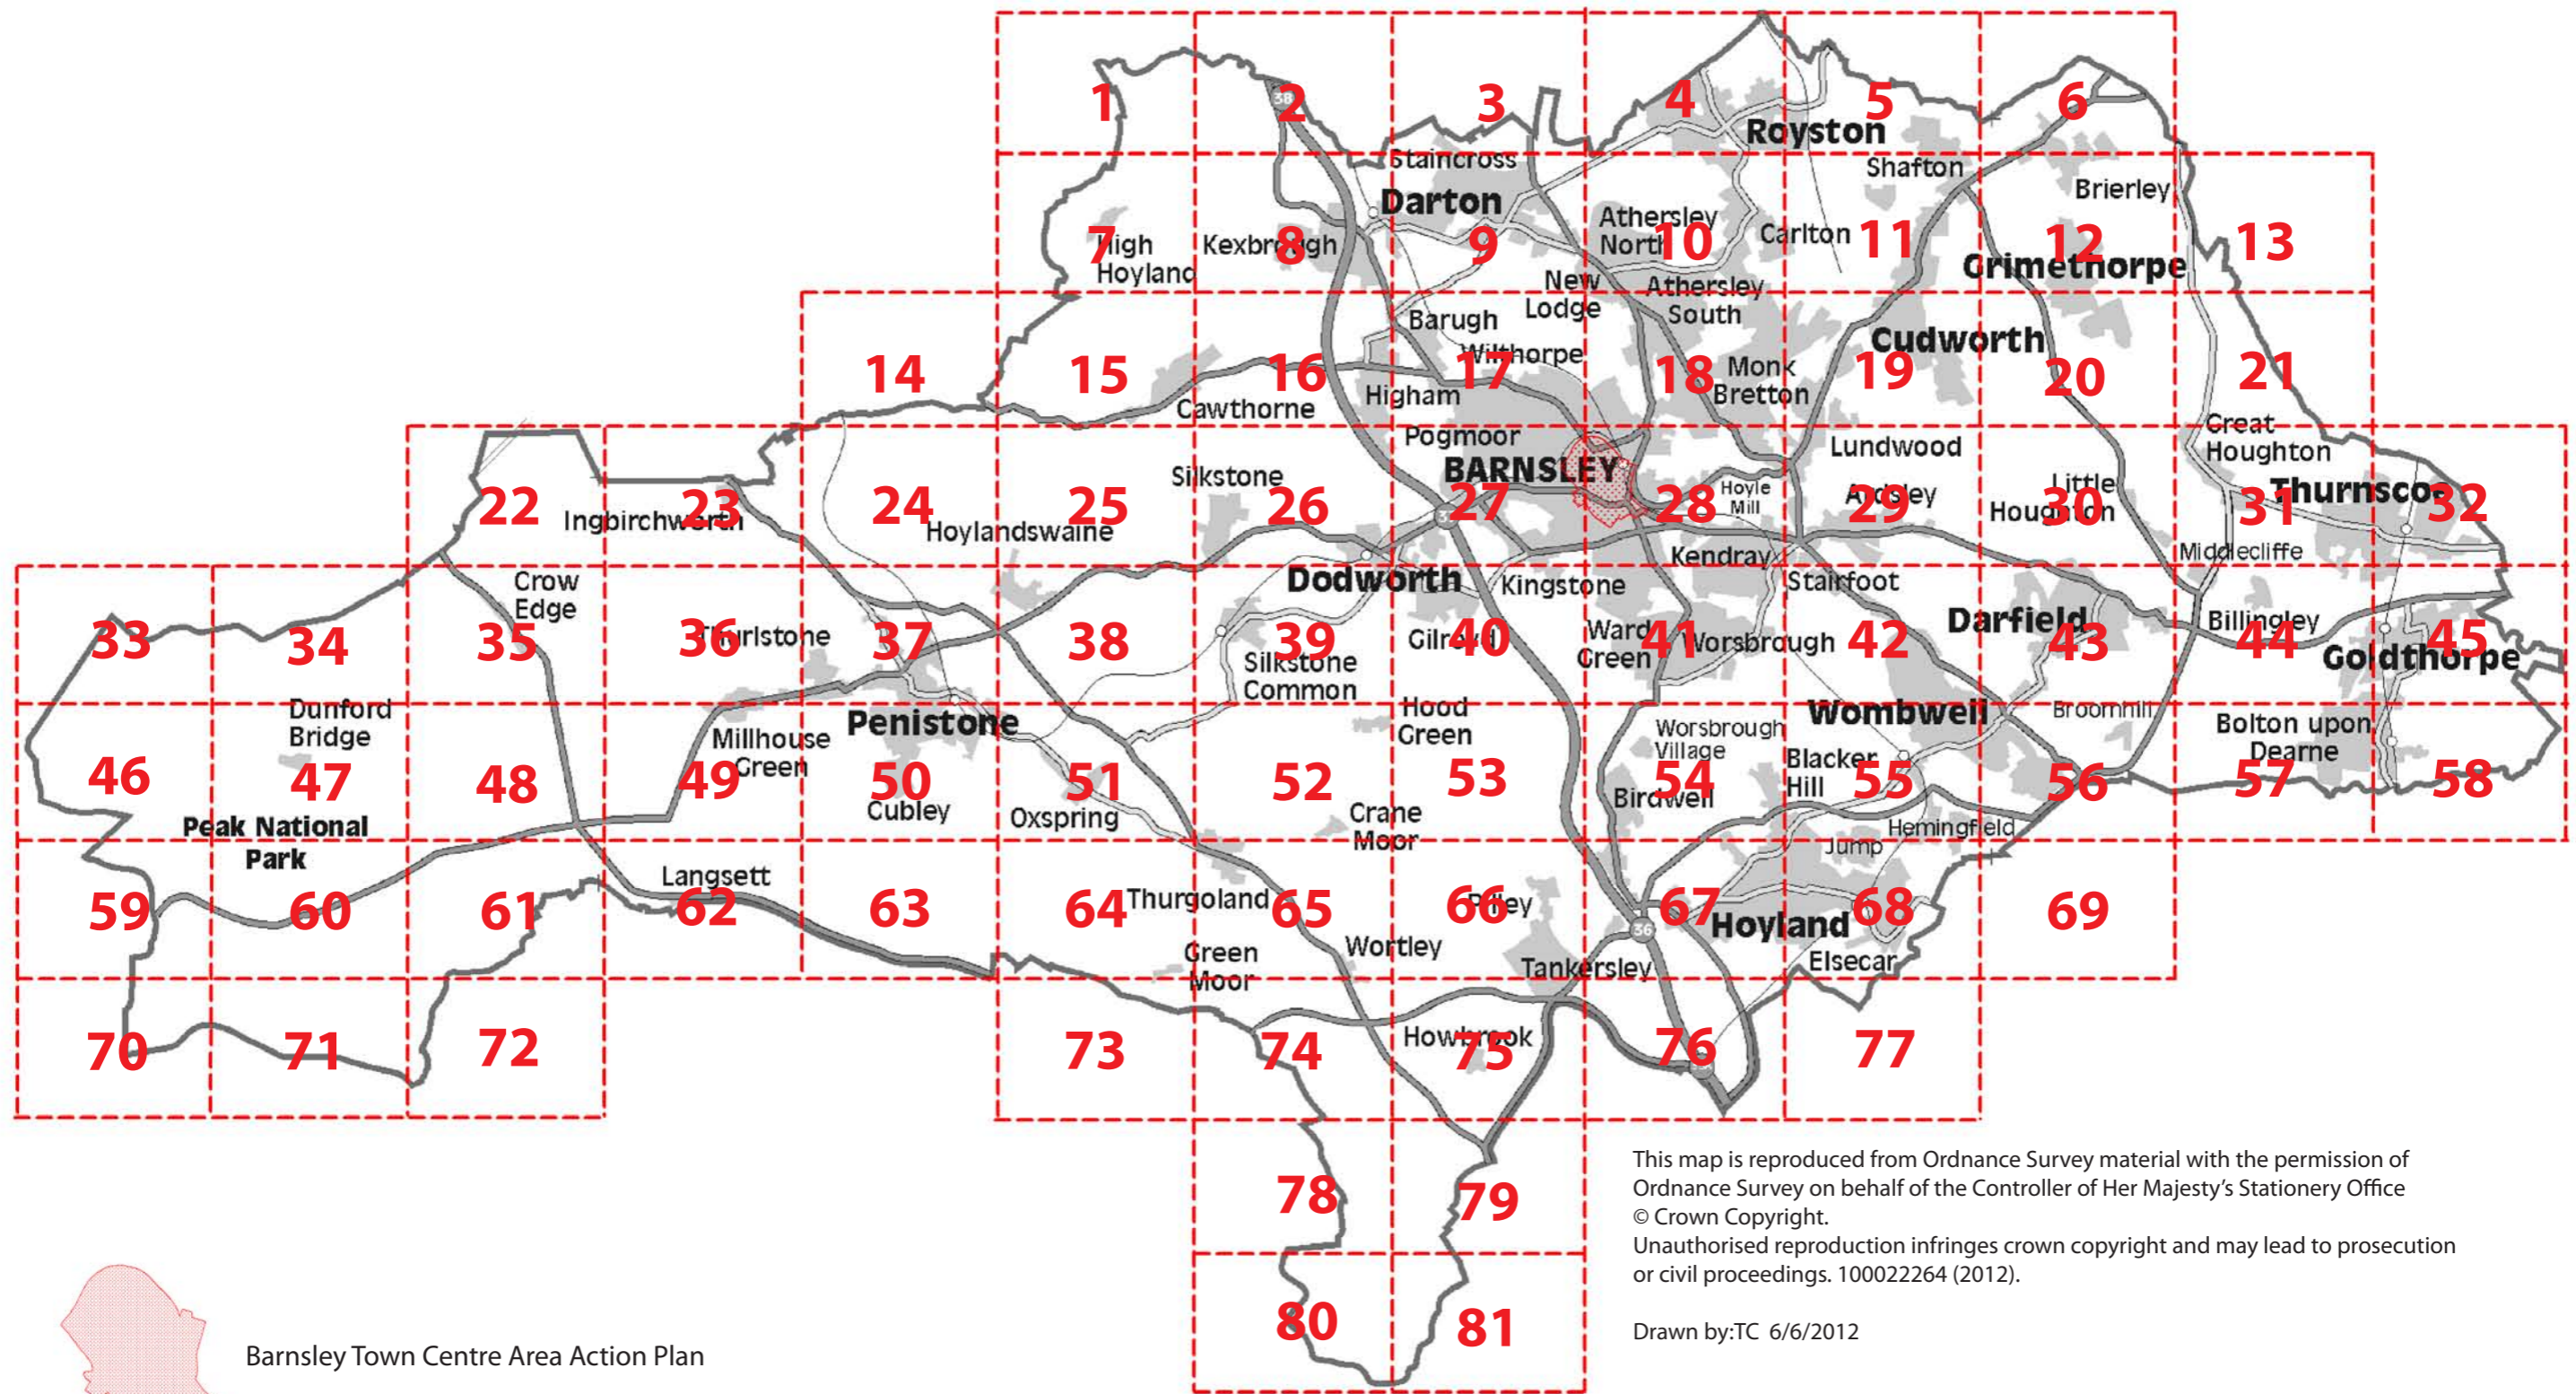 1
2
3
4
5
6
38
Royston
Staincross
Shafton
Darton
Brierley
Athersley
North
High
Hoyland
Kexbrough
Carlton
7
8
9
10
11
12
13
Grimethorpe
New
Lodge
Athersley
South
Barugh
Cudworth
Wilthorpe
14
15
16
17
18
19
20
21
Monk
Bretton
Higham
Cawthorne
Great
Houghton
Pogmoor
Lundwood
BARNSLEY
Silkstone
Hoyle
Mill
Ardsley
Little
Houghton
Thurnscoe
22
23
24
25
26
27
28
29
30
31
32
Ingbirchworth
Hoylandswaine
Middlecliffe
Kendray
Crow
Edge
Dodworth
Kingstone
Stairfoot
Darfield
Billingley
33
34
35
36
37
38
39
40
41
42
43
44
45
Thurlstone
Gilroyd
Ward
Green
Worsbrough
Silkstone
Common
Goldthorpe
Dunford
Bridge
Penistone
Hood
Green
Wombwell
Broomhill
Millhouse
Green
Worsbrough
Village
Blacker
Hill
Bolton upon
Dearne
46
47
48
49
50
51
52
53
54
55
56
57
58
Birdwell
Cubley
Oxspring
Crane
Moor
Peak National
Park
Hemingfield
Jump
Langsett
Thurgoland
Pilley
59
60
61
62
63
64
65
66
67
68
69
36
Hoyland
Wortley
Green
Moor
Tankersley
Elsecar
Howbrook
70
71
72
73
74
75
76
77
78
79
80
81
This map is reproduced from Ordnance Survey material with the permission of
Ordnance Survey on behalf of the Controller of Her Majesty's Stationery Office
© Crown Copyright.
Unauthorised reproduction infringes crown copyright and may lead to prosecution
or civil proceedings. 100022264 (2012).
Drawn by:TC 6/6/2012
Barnsley Town Centre Area Action Plan